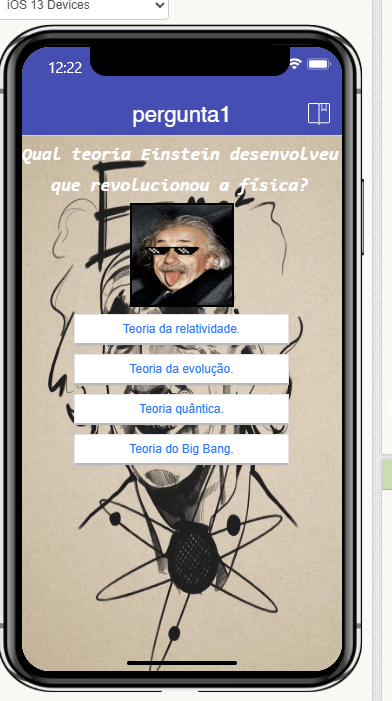 iOS 13 Devices
12:22
pergunta1
Qual teoria Einstein desenvolveu
que revolucionou a física?
Teoria da relatividade.
Teoria da evolução.
Teoria quântica.
Teoria do Big Bang.